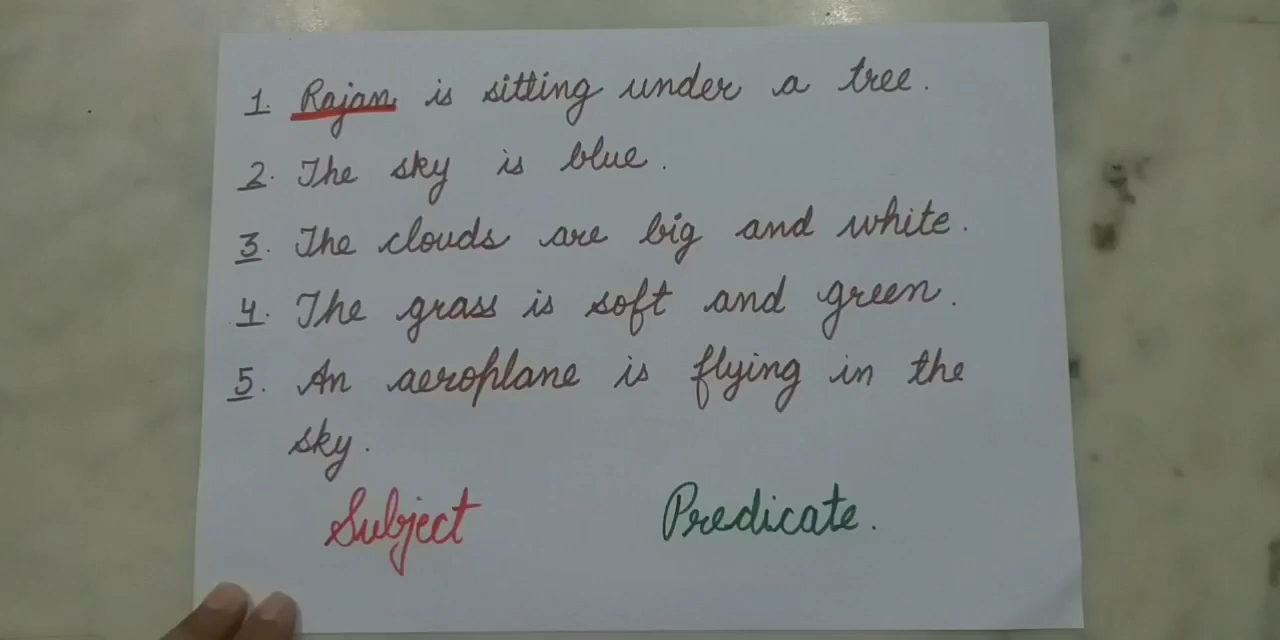 1. Rajan is sitting under a tree.
2. The sky is blue.
3. The clouds are big and white.
4. The grass is soft and green.
5. An aeroplane is flying in the
sky.
Subject Predicate.